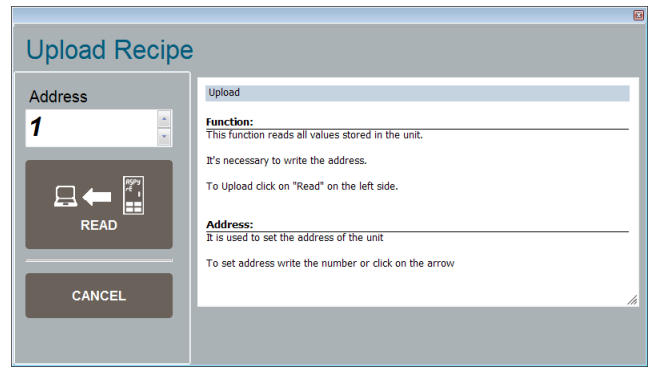 Upload Recipe
Address
1
READ
CANCEL
Upload
Function:
This function reads all values stored in the unit.
It's necessary to write the address.
To Upload click on "Read" on the left side.
Address:
It is used to set the address of the unit
To set address write the number or click on the arrow